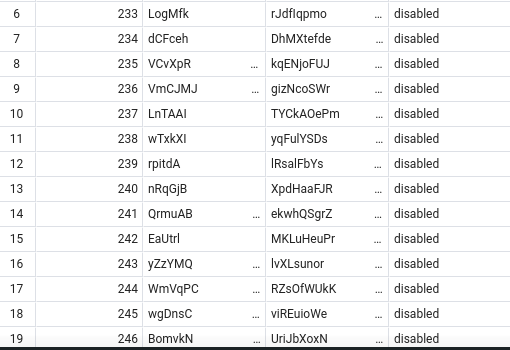 6 233 LogMfk rJdfIqpmo ... disabled
7 234 dCFceh DhMXtefde ... disabled
8 235 VCvXpR ... kqENjoFUJ ... disabled
9 236 VmCJMJ ... gizNcoSWr ... disabled
10 237 LnTAAI TYCkAOePm ... disabled
11 238 wTxkXI yqFulYSDs ... disabled
12 239 rpitdA lRsalFbYs ... disabled
13 240 nRqGjB XpdHaaFJR ... disabled
14 241 QrmuAB ... ekwhQSgrZ ... disabled
15 242 EaUtrl MKLuHeuPr ... disabled
16 243 yZzYMQ ... lvXLsunor ... disabled
17 244 WmVqPC ... RZsOfWUkK ... disabled
18 245 wgDnsC ... viREuioWe ... disabled
19 246 BomvkN ... UriJbXoxN ... disabled